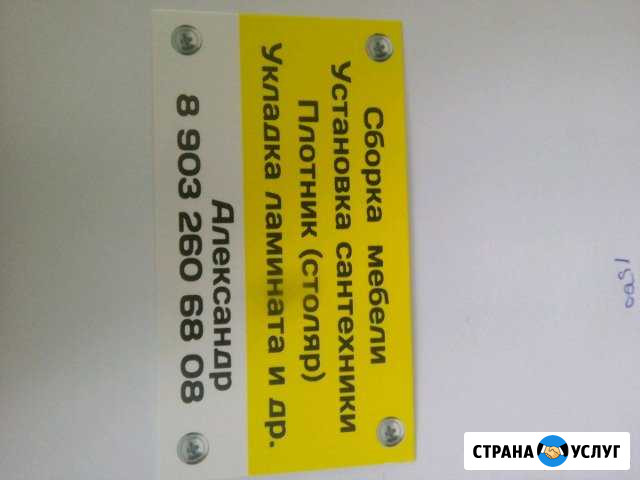 Сборка мебели
Установка сантехники
Плотник (столяр)
Укладка ламината и др.
Александр
8 903 260 68 08
СТРАНА УСЛУГ